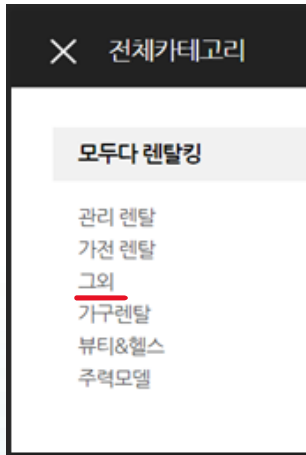 전체카테고리
모두다 렌탈킹
관리 렌탈
가전 렌탈
그외
가구렌탈
뷰티&헬스
주력모델